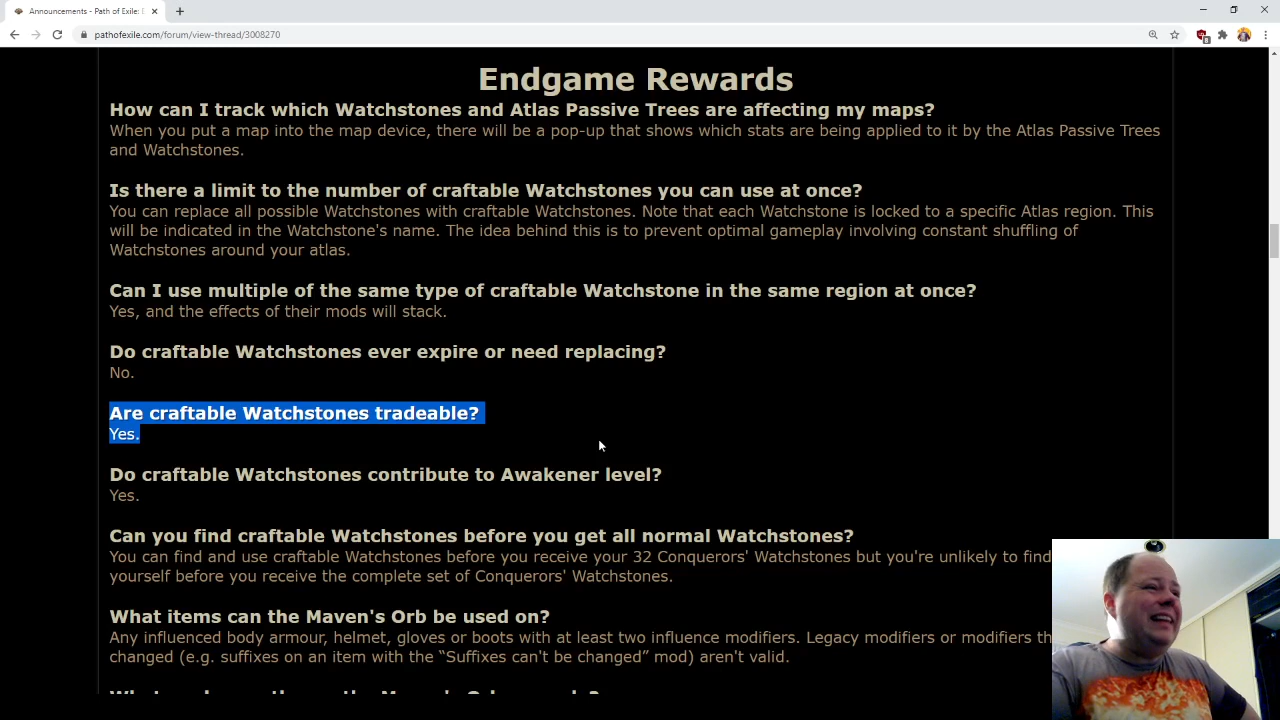 Announcements - Path of Exile: E
pathofexile.com/forum/view-thread/3008270
Endgame Rewards
How can I track which Watchstones and Atlas Passive Trees are affecting my maps?
When you put a map into the map device, there will be a pop-up that shows which stats are being applied to it by the Atlas Passive Trees
and Watchstones.
Is there a limit to the number of craftable Watchstones you can use at once?
You can replace all possible Watchstones with craftable Watchstones. Note that each Watchstone is locked to a specific Atlas region. This
will be indicated in the Watchstone's name. The idea behind this is to prevent optimal gameplay involving constant shuffling of
Watchstones around your atlas.
Can I use multiple of the same type of craftable Watchstone in the same region at once?
Yes, and the effects of their mods will stack.
Do craftable Watchstones ever expire or need replacing?
No.
Are craftable Watchstones tradeable?
Yes.
Do craftable Watchstones contribute to Awakener level?
Yes.
Can you find craftable Watchstones before you get all normal Watchstones?
You can find and use craftable Watchstones before you receive your 32 Conquerors' Watchstones but you're unlikely to find
yourself before you receive the complete set of Conquerors' Watchstones.
What items can the Maven's Orb be used on?
Any influenced body armour, helmet, gloves or boots with at least two influence modifiers. Legacy modifiers or modifiers th
changed (e.g. suffixes on an item with the “Suffixes can't be changed” mod) aren't valid.